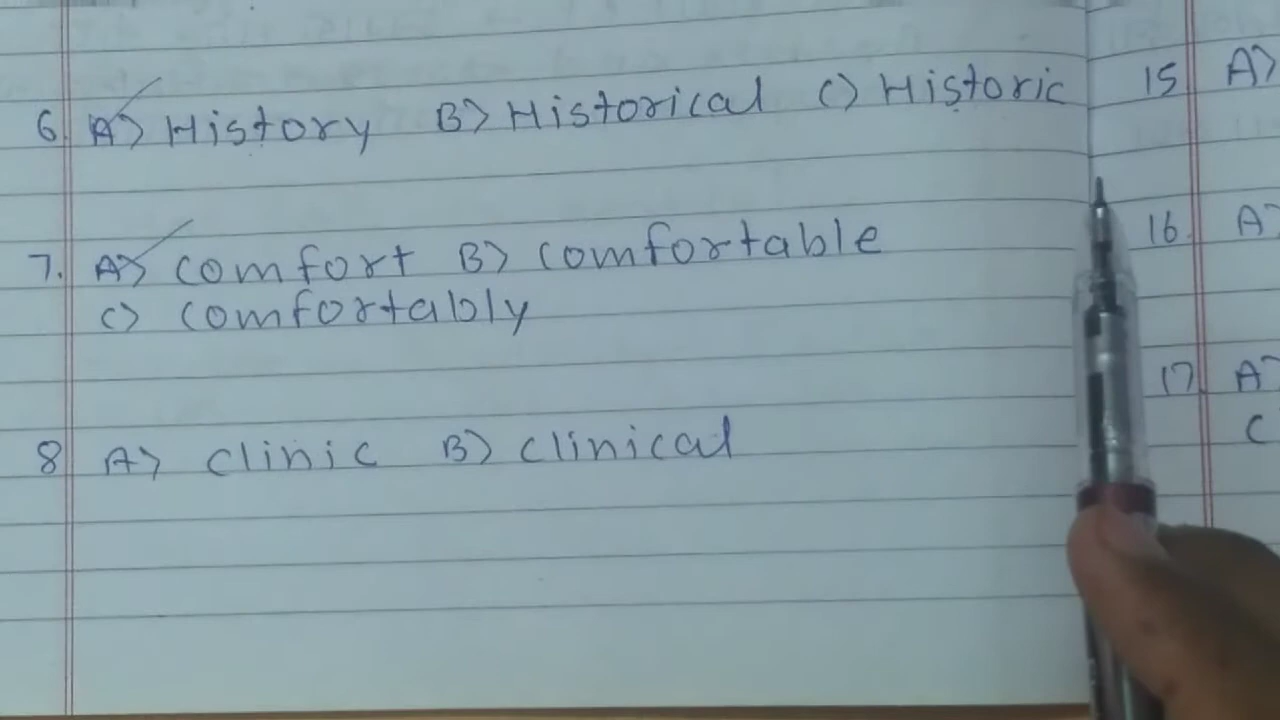 6. A) History B) Historical C) Historic
7. A) comfort B) comfortable
C) comfortably
8 A) clinic B) clinical
15 A)
16. A)
17. A)
C